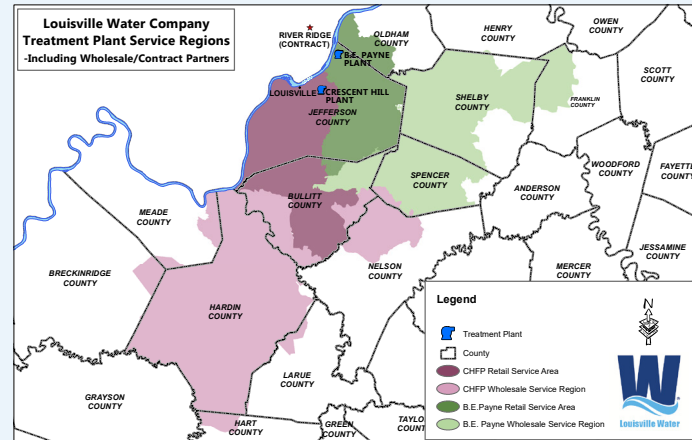 Louisville Water Company
Treatment Plant Service Regions
-Including Wholesale/Contract Partners
RIVER RIDGE
(CONTRACT)
OLDHAM
COUNTY
HENRY
COUNTY
OWEN
COUNTY
B.E. PAYNE
PLANT
SCOTT
COUNTY
LOUISVILLE
CRESCENT HILL
PLANT
JEFFERSON
COUNTY
SHELBY
COUNTY
FRANKLIN
COUNTY
WOODFORD
COUNTY
FAYETTE
COUNTY
SPENCER
COUNTY
ANDERSON
COUNTY
BULLITT
COUNTY
MEADE
COUNTY
JESSAMINE
COUNTY
NELSON
COUNTY
MERCER
COUNTY
BRECKINRIDGE
COUNTY
HARDIN
COUNTY
LARUE
COUNTY
GRAYSON
COUNTY
HART
COUNTY
GREEN
COUNTY
TAYLO
COUNT
Legend
Treatment Plant
County
CHFP Retail Service Area
CHFP Wholesale Service Region
B.E.Payne Retail Service Area
B.E. Payne Wholesale Service Region
N
W
Louisville Water